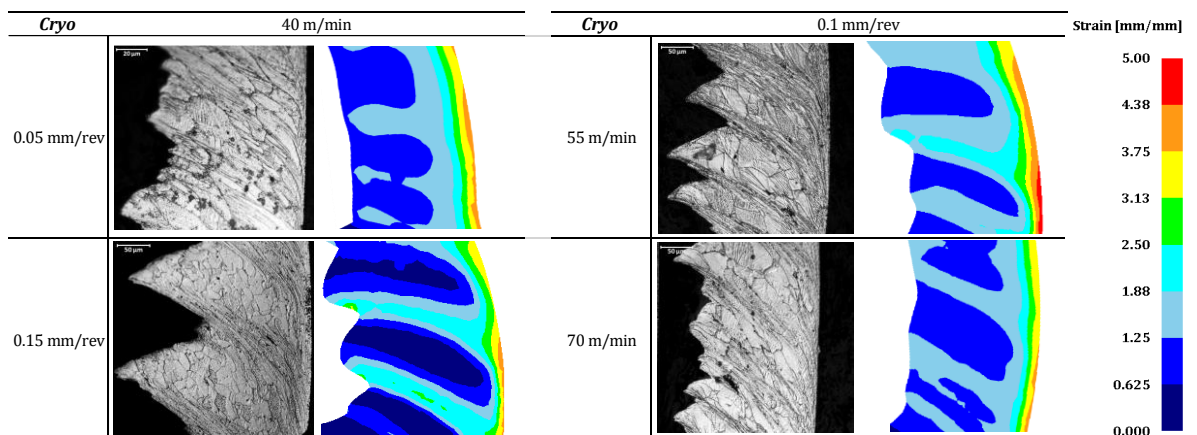 Cryo 40 m/min Cryo 0.1 mm/rev Strain [mm/mm]
20 µm 50 µm
0.05 mm/rev 55 m/min
50 µm 50 µm
0.15 mm/rev 70 m/min
5.00
4.38
3.75
3.13
2.50
1.88
1.25
0.625
0.000